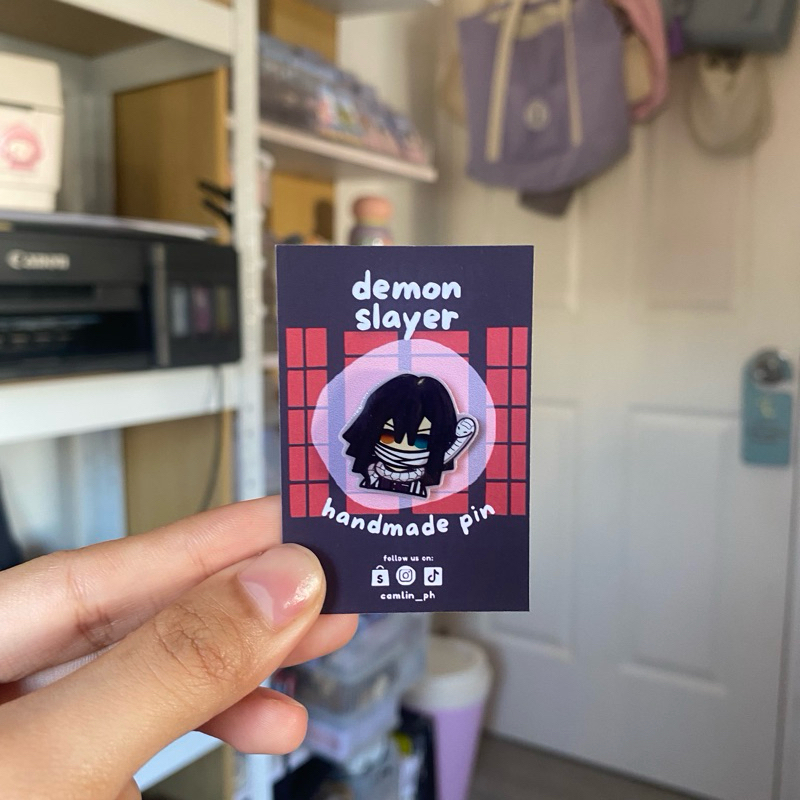 Canon
demon
slayer
handmade pin
follow us on:
camlin_ph